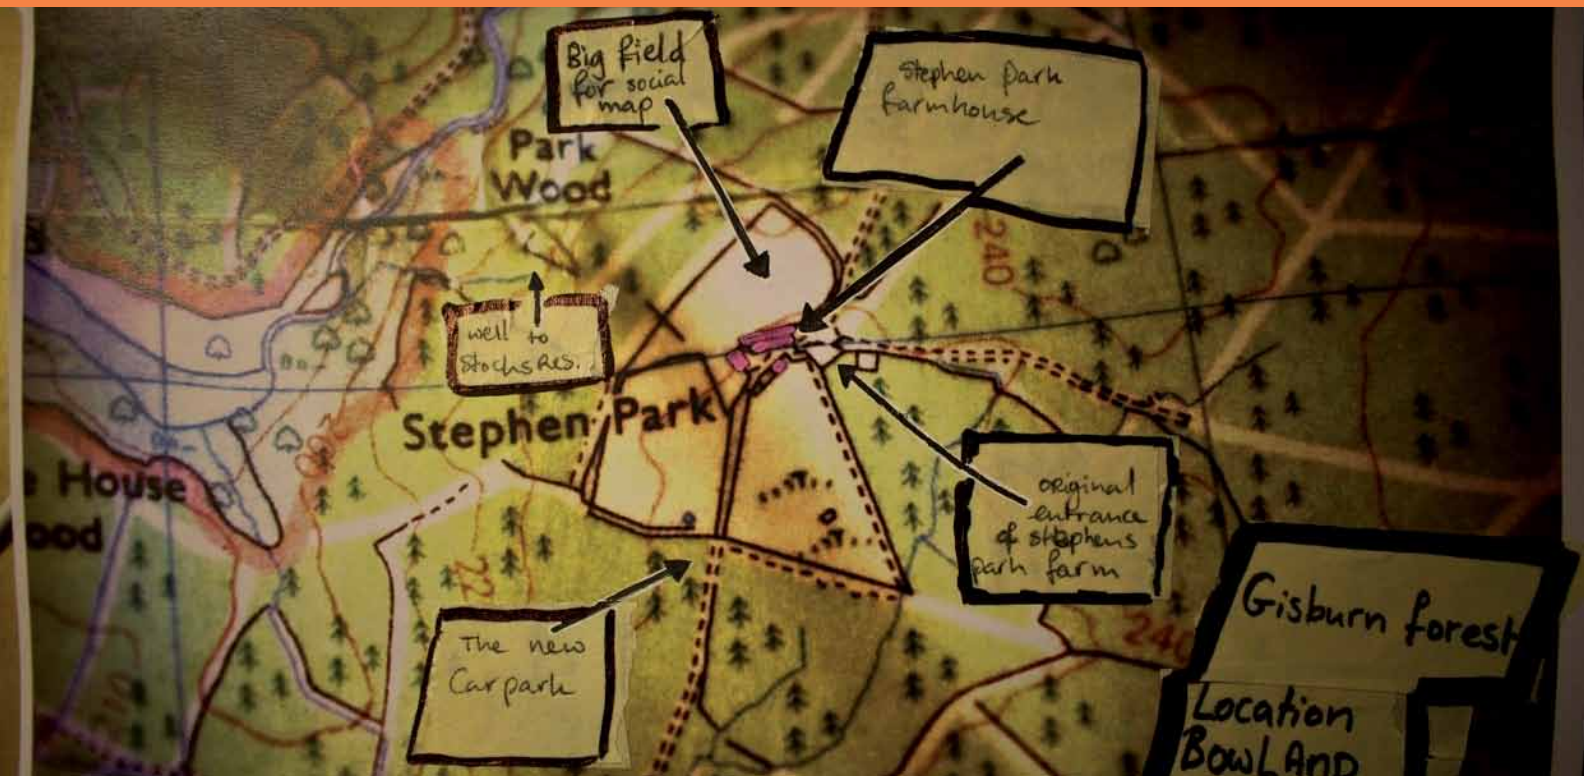 Big field
for social
map
Stephen Park
farmhouse
Park
Wood
240
well to
Stocks Res.
Stephen Park
House
ood
original
entrance
of Stephens
park farm
22
The new
Carpark
240
Gisburn forest
Location
BowLAnD